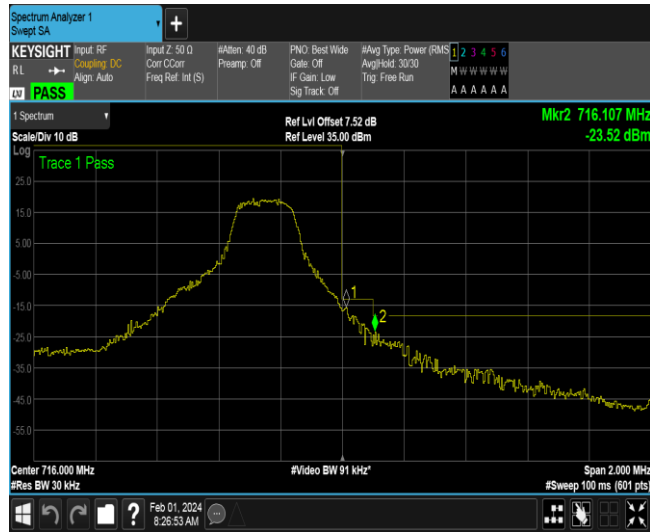 Spectrum Analyzer 1
Swept SA
+
KEYSIGHT Input: RF Input Z: 50 Ω #Atten: 40 dB PNO: Best Wide #Avg Type: Power (RMS 1 2 3 4 5 6
RL Coupling: DC Corr CCorr Preamp: Off Gate: Off Avg|Hold: 30/30 M W W W W W
Align: Auto Freq Ref: Int (S) IF Gain: Low Trig: Free Run
LXI PASS Sig Track: Off A A A A A A
1 Spectrum Ref Lvl Offset 7.52 dB Mkr2 716.107 MHz
Scale/Div 10 dB Ref Level 35.00 dBm -23.52 dBm
Log
Trace 1 Pass
25.0
15.0
5.00
-5.00
1
-15.0
2
-25.0
-35.0
-45.0
-55.0
Center 716.000 MHz #Video BW 91 kHz* Span 2.000 MHz
#Res BW 30 kHz #Sweep 100 ms (601 pts)
? Feb 01, 2024
8:26:53 AM